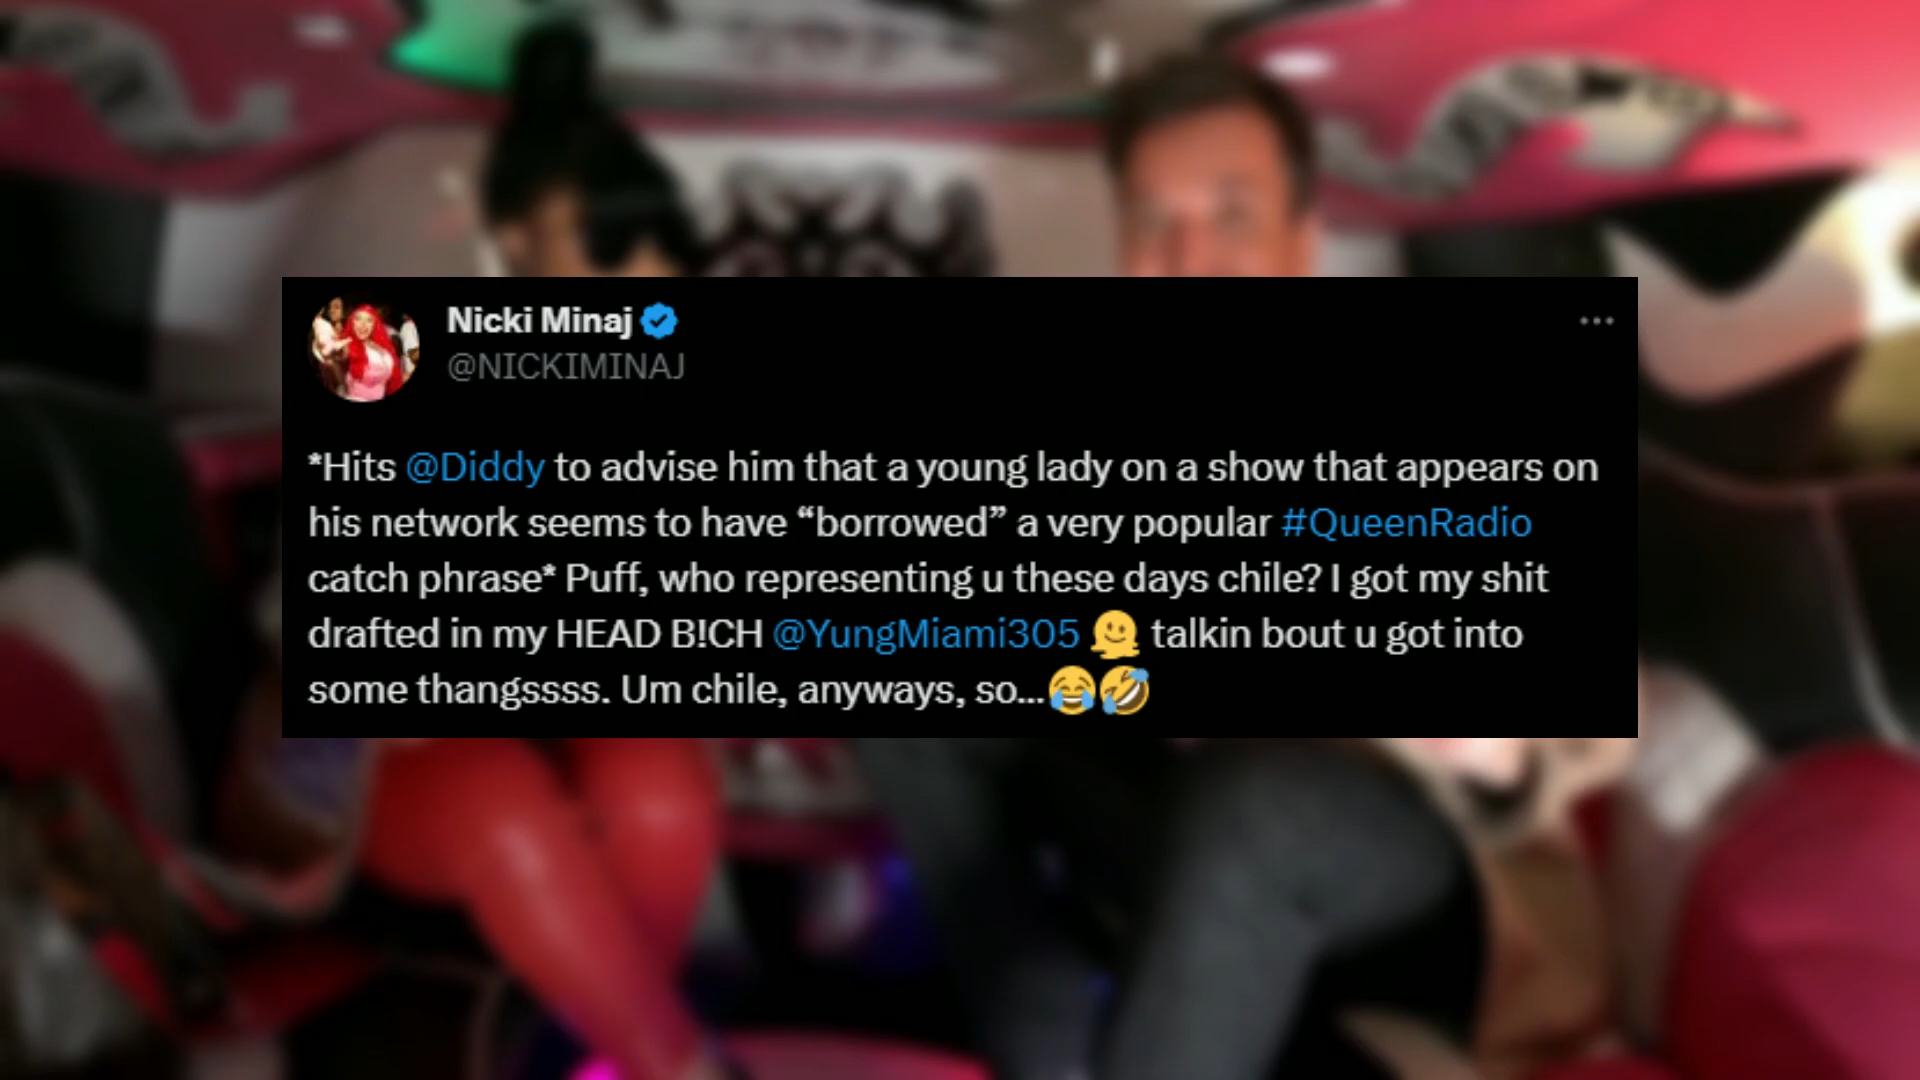 Nicki Minaj
@NICKIMINAJ
*Hits @Diddy to advise him that a young lady on a show that appears on
his network seems to have “borrowed” a very popular #QueenRadio
catch phrase* Puff, who representing u these days chile? I got my shit
drafted in my HEAD B!CH @YungMiami305 🫠 talkin bout u got into
some thangssss. Um chile, anyways, so...😂🤣